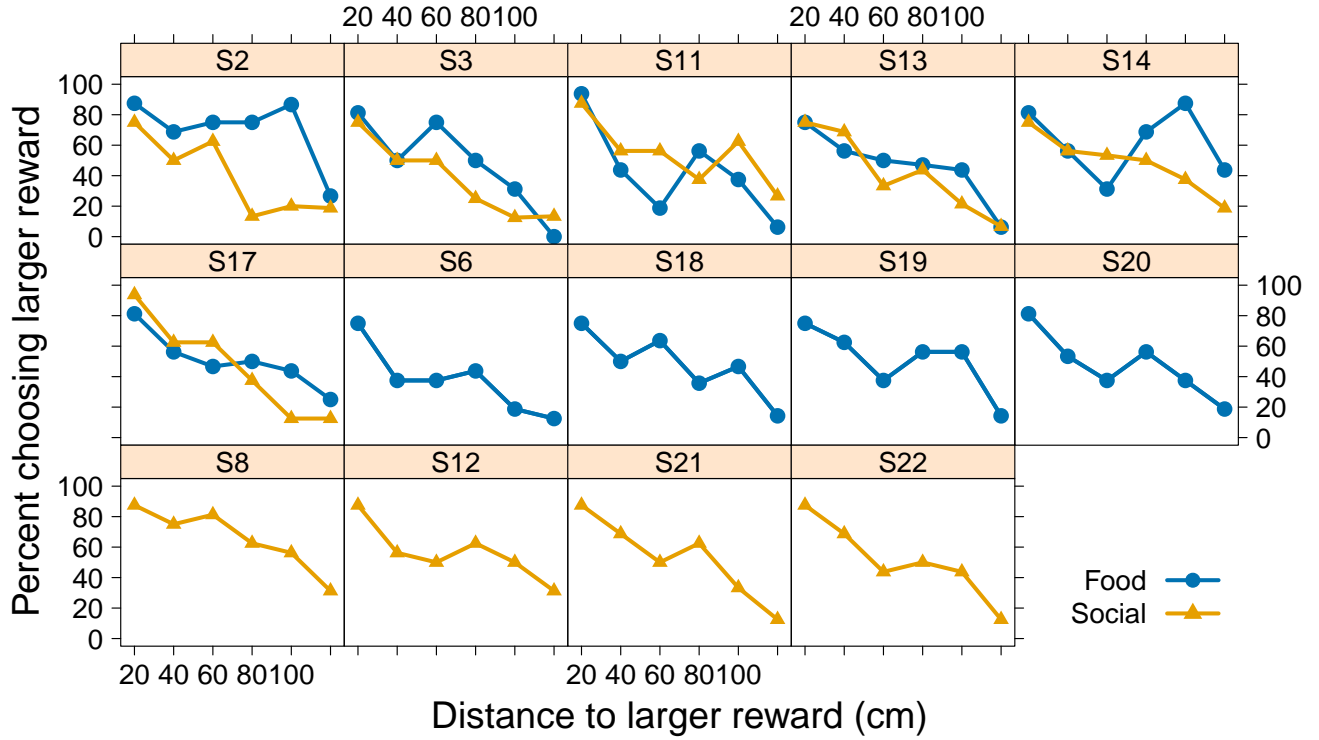 20 40 60 80100 20 40 60 80100
S2 S3 S11 S13 S14
100
80
60
40
20
0
S17 S6 S18 S19 S20
100
80
60
40
20
0
S8 S12 S21 S22
100
80
60
40
20
0
20 40 60 80100 20 40 60 80100
Percent choosing larger reward
Distance to larger reward (cm)
Food
Social